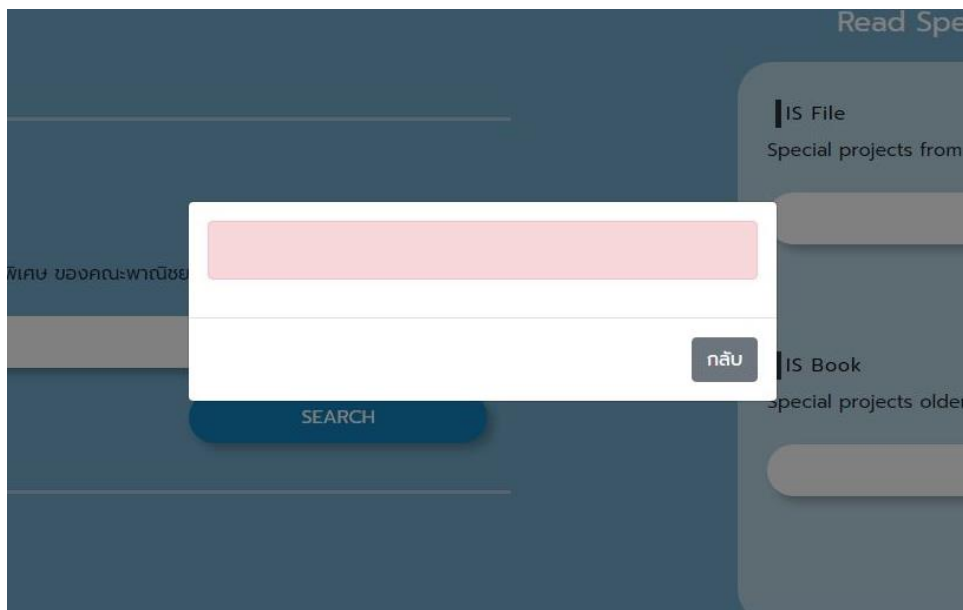 Read Spe
IS File
Special projects from
พิเศษ ของคณะพาณิชย
กลับ
IS Book
Special projects older
SEARCH